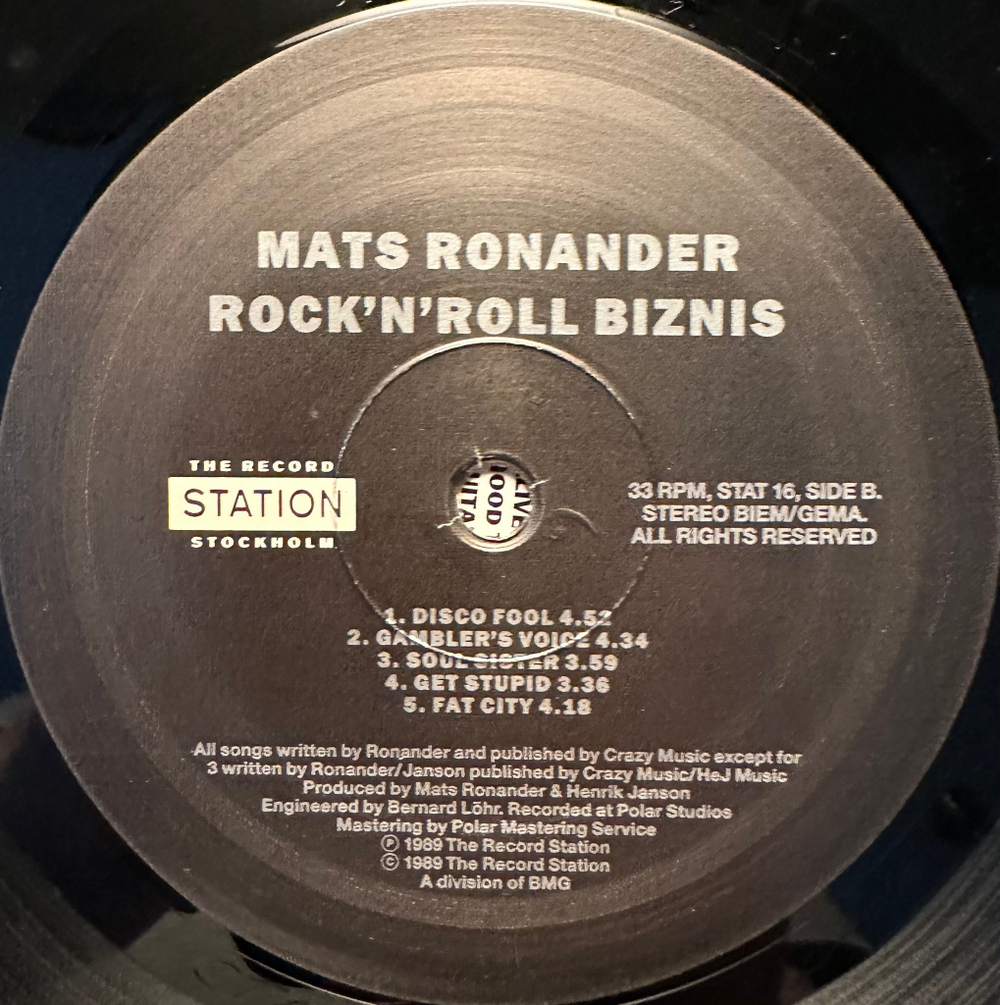 MATS RONANDER
ROCK'N'ROLL BIZNIS
THE RECORD
STATION
STOCKHOLM
33 RPM, STAT 16, SIDE B.
STEREO BIEM/GEMA.
ALL RIGHTS RESERVED
1. DISCO FOOL 4.52
2. GAMBLER'S VOICE 4.34
3. SOUL SISTER 3.59
4. GET STUPID 3.36
5. FAT CITY 4.18
All songs written by Ronander and published by Crazy Music except for
3 written by Ronander/Janson published by Crazy Music/HeJ Music
Produced by Mats Ronander & Henrik Janson
Engineered by Bernard Löhr. Recorded at Polar Studios
Mastering by Polar Mastering Service
℗ 1989 The Record Station
© 1989 The Record Station
A division of BMG